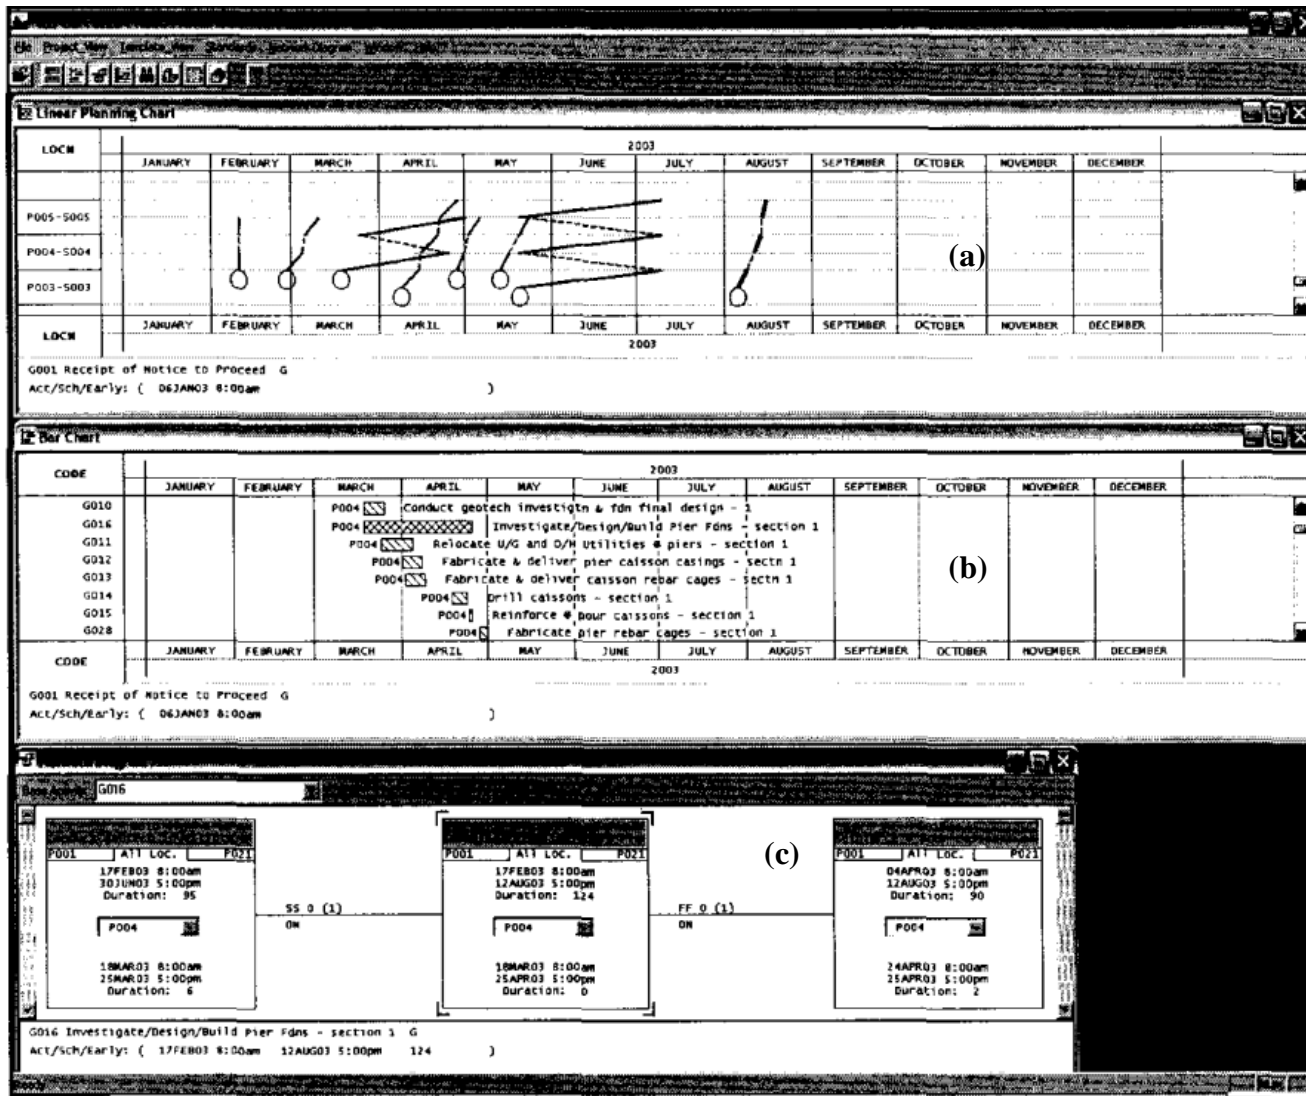 File Project_View Template_View Standards Network Diagram Window Help
Linear Planning Chart
LOCN
2003
JANUARY FEBRUARY MARCH APRIL MAY JUNE JULY AUGUST SEPTEMBER OCTOBER NOVEMBER DECEMBER
P005-S005
P004-S004
(a)
P003-S003
JANUARY FEBRUARY MARCH APRIL MAY JUNE JULY AUGUST SEPTEMBER OCTOBER NOVEMBER DECEMBER
LOCN
2003
G001 Receipt of Notice to Proceed G
Act/Sch/Early: ( 06JAN03 8:00am )
Bar Chart
CODE
2003
JANUARY FEBRUARY MARCH APRIL MAY JUNE JULY AUGUST SEPTEMBER OCTOBER NOVEMBER DECEMBER
G010 P004 Conduct geotech investigtn & fdn final design - 1
G016 P004 Investigate/Design/Build Pier Fdns - section 1
G011 P004 Relocate U/G and O/H Utilities @ piers - section 1
G012 P004 Fabricate & deliver pier caisson casings - sectn 1
(b)
G013 P004 Fabricate & deliver caisson rebar cages - sectn 1
G014 P004 Drill caissons - section 1
G015 P004 Reinforce # pour caissons - section 1
G028 P004 Fabricate pier rebar cages - section 1
JANUARY FEBRUARY MARCH APRIL MAY JUNE JULY AUGUST SEPTEMBER OCTOBER NOVEMBER DECEMBER
CODE
2003
G001 Receipt of Notice to Proceed G
Act/Sch/Early: ( 06JAN03 8:00am )
Base Activity: G016
P001 All Loc. P021
17FEB03 8:00am
30JUN03 5:00pm
Duration: 95
P004
18MAR03 8:00am
25MAR03 5:00pm
Duration: 6
SS 0 (1)
ON
P001 All Loc. P021
17FEB03 8:00am
12AUG03 5:00pm
Duration: 124
P004
18MAR03 8:00am
25APR03 5:00pm
Duration: 0
FF 0 (1)
ON
(c)
P001 All Loc. P021
04APR03 8:00am
12AUG03 5:00pm
Duration: 90
P004
24APR03 8:00am
25APR03 5:00pm
Duration: 2
G016 Investigate/Design/Build Pier Fdns - section 1 G
Act/Sch/Early: ( 17FEB03 8:00am 12AUG03 5:00pm 124 )